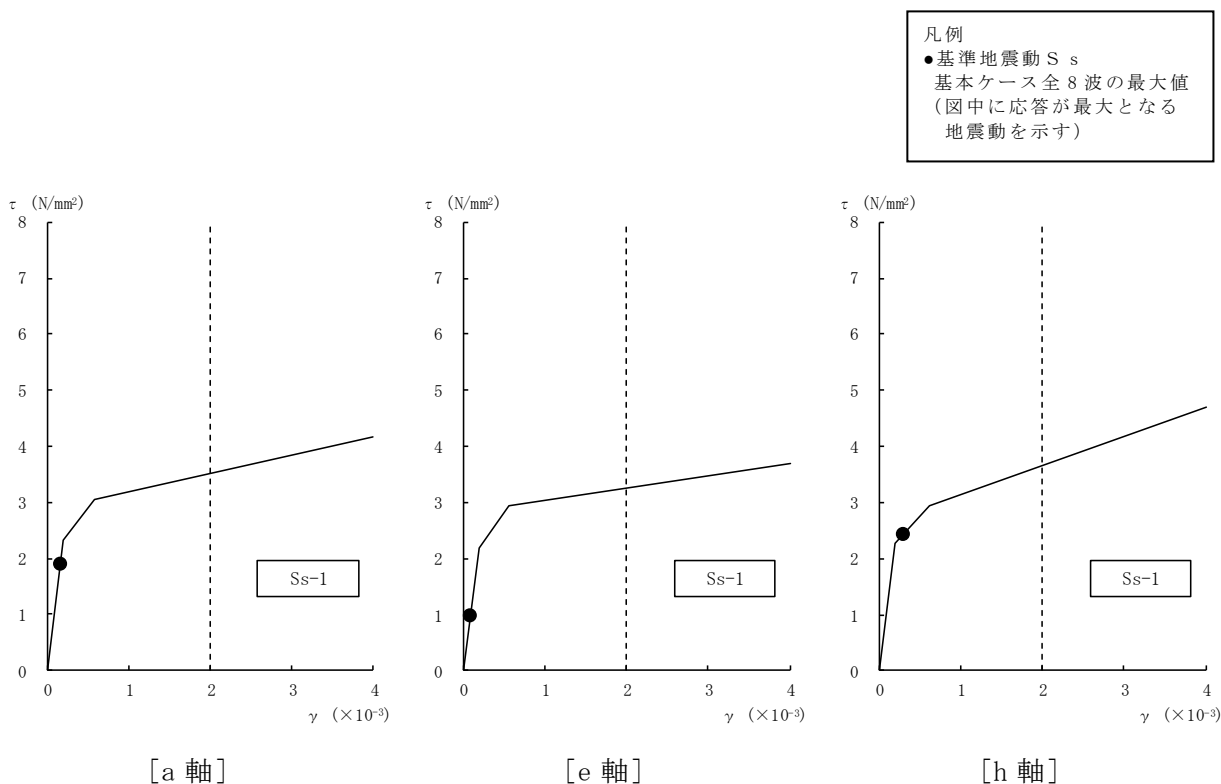 凡例
●基準地震動Ｓｓ
基本ケース全8波の最大値
（図中に応答が最大となる
地震動を示す）
τ (N/mm²)
8
7
6
5
4
3
2
1
0
0 1 2 3 4
γ (×10⁻³)
Ss-1
[a 軸]
τ (N/mm²)
8
7
6
5
4
3
2
1
0
0 1 2 3 4
γ (×10⁻³)
Ss-1
[e 軸]
τ (N/mm²)
8
7
6
5
4
3
2
1
0
0 1 2 3 4
γ (×10⁻³)
Ss-1
[h 軸]